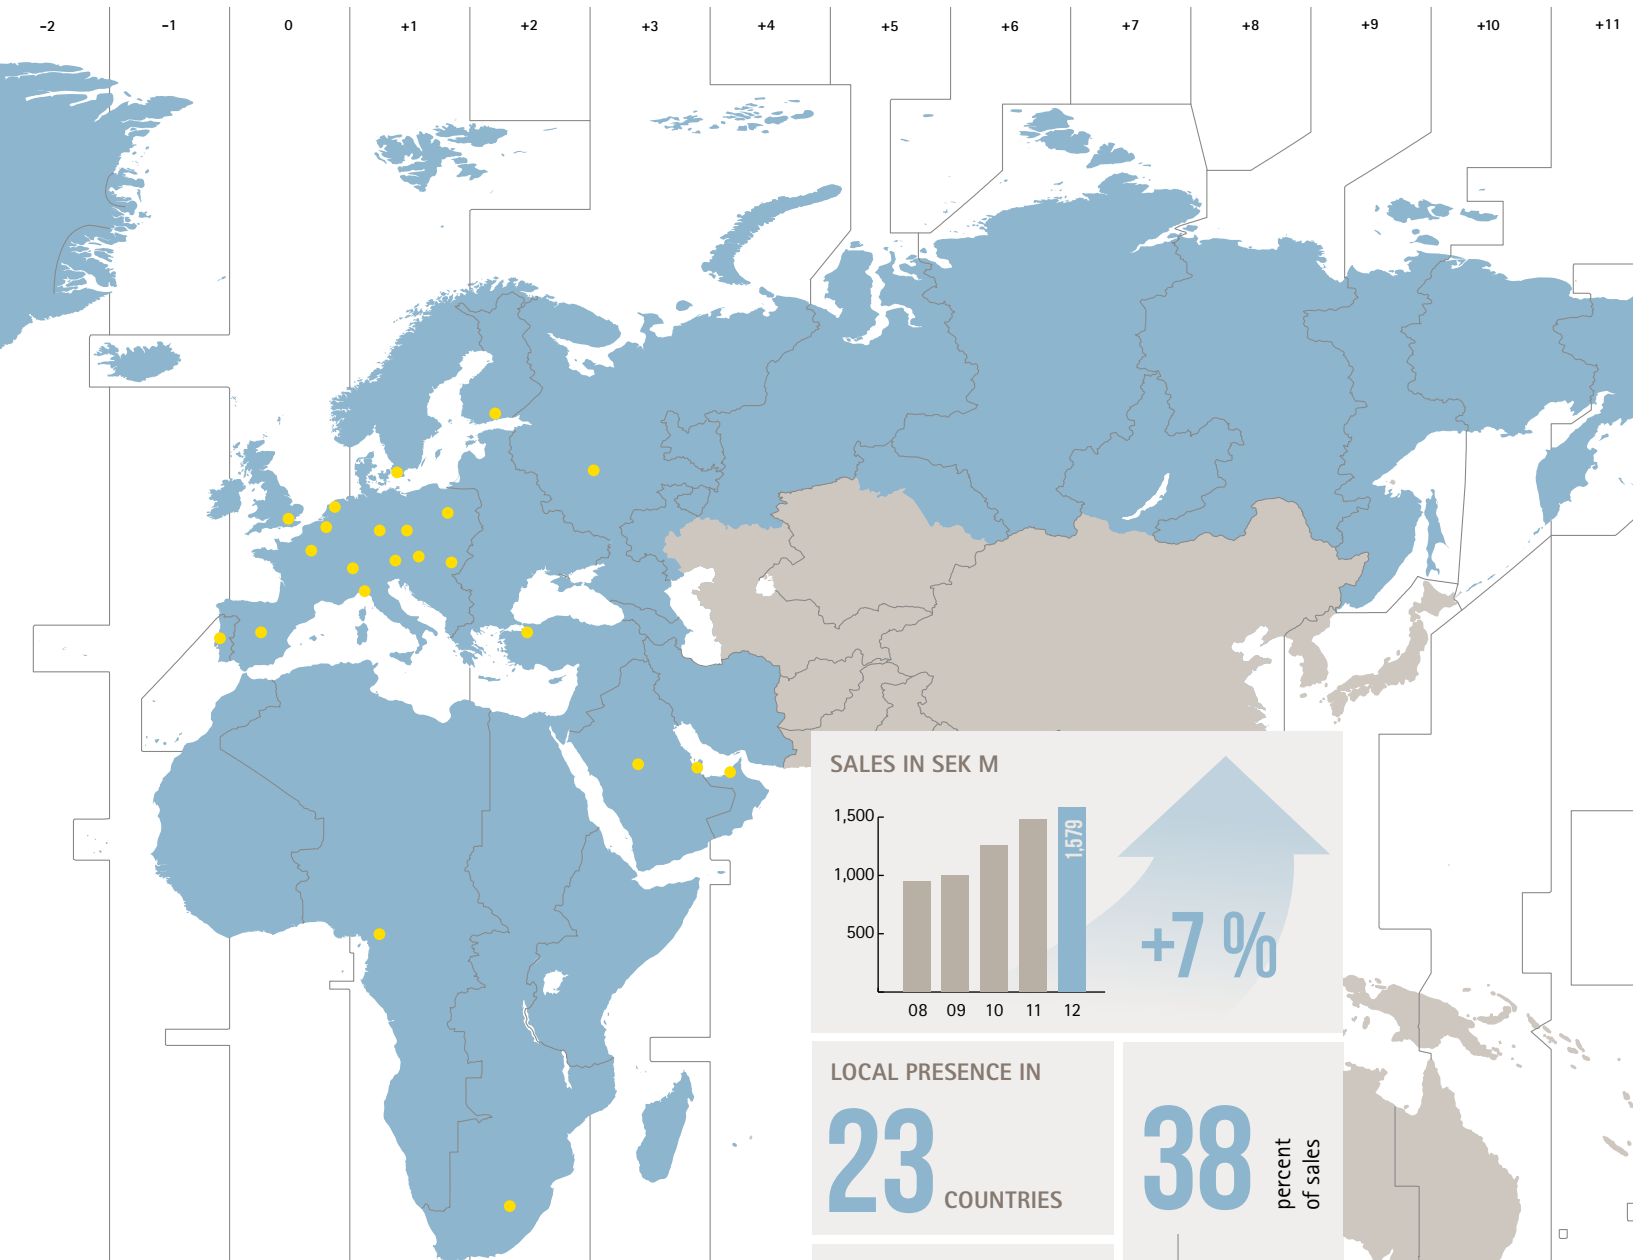 -2 -1 0 +1 +2 +3 +4 +5 +6 +7 +8 +9 +10 +11
SALES IN SEK M
1,500
1,000
500
1,579
08 09 10 11 12
+7 %
LOCAL PRESENCE IN
23 COUNTRIES
38 percent
of sales